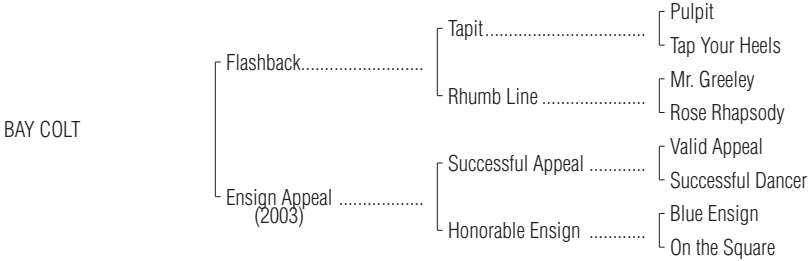 Pulpit
Tapit
Tap Your Heels
Flashback
Mr. Greeley
Rhumb Line
Rose Rhapsody
BAY COLT
Valid Appeal
Successful Appeal
Successful Dancer
Ensign Appeal
(2003)
Blue Ensign
Honorable Ensign
On the Square